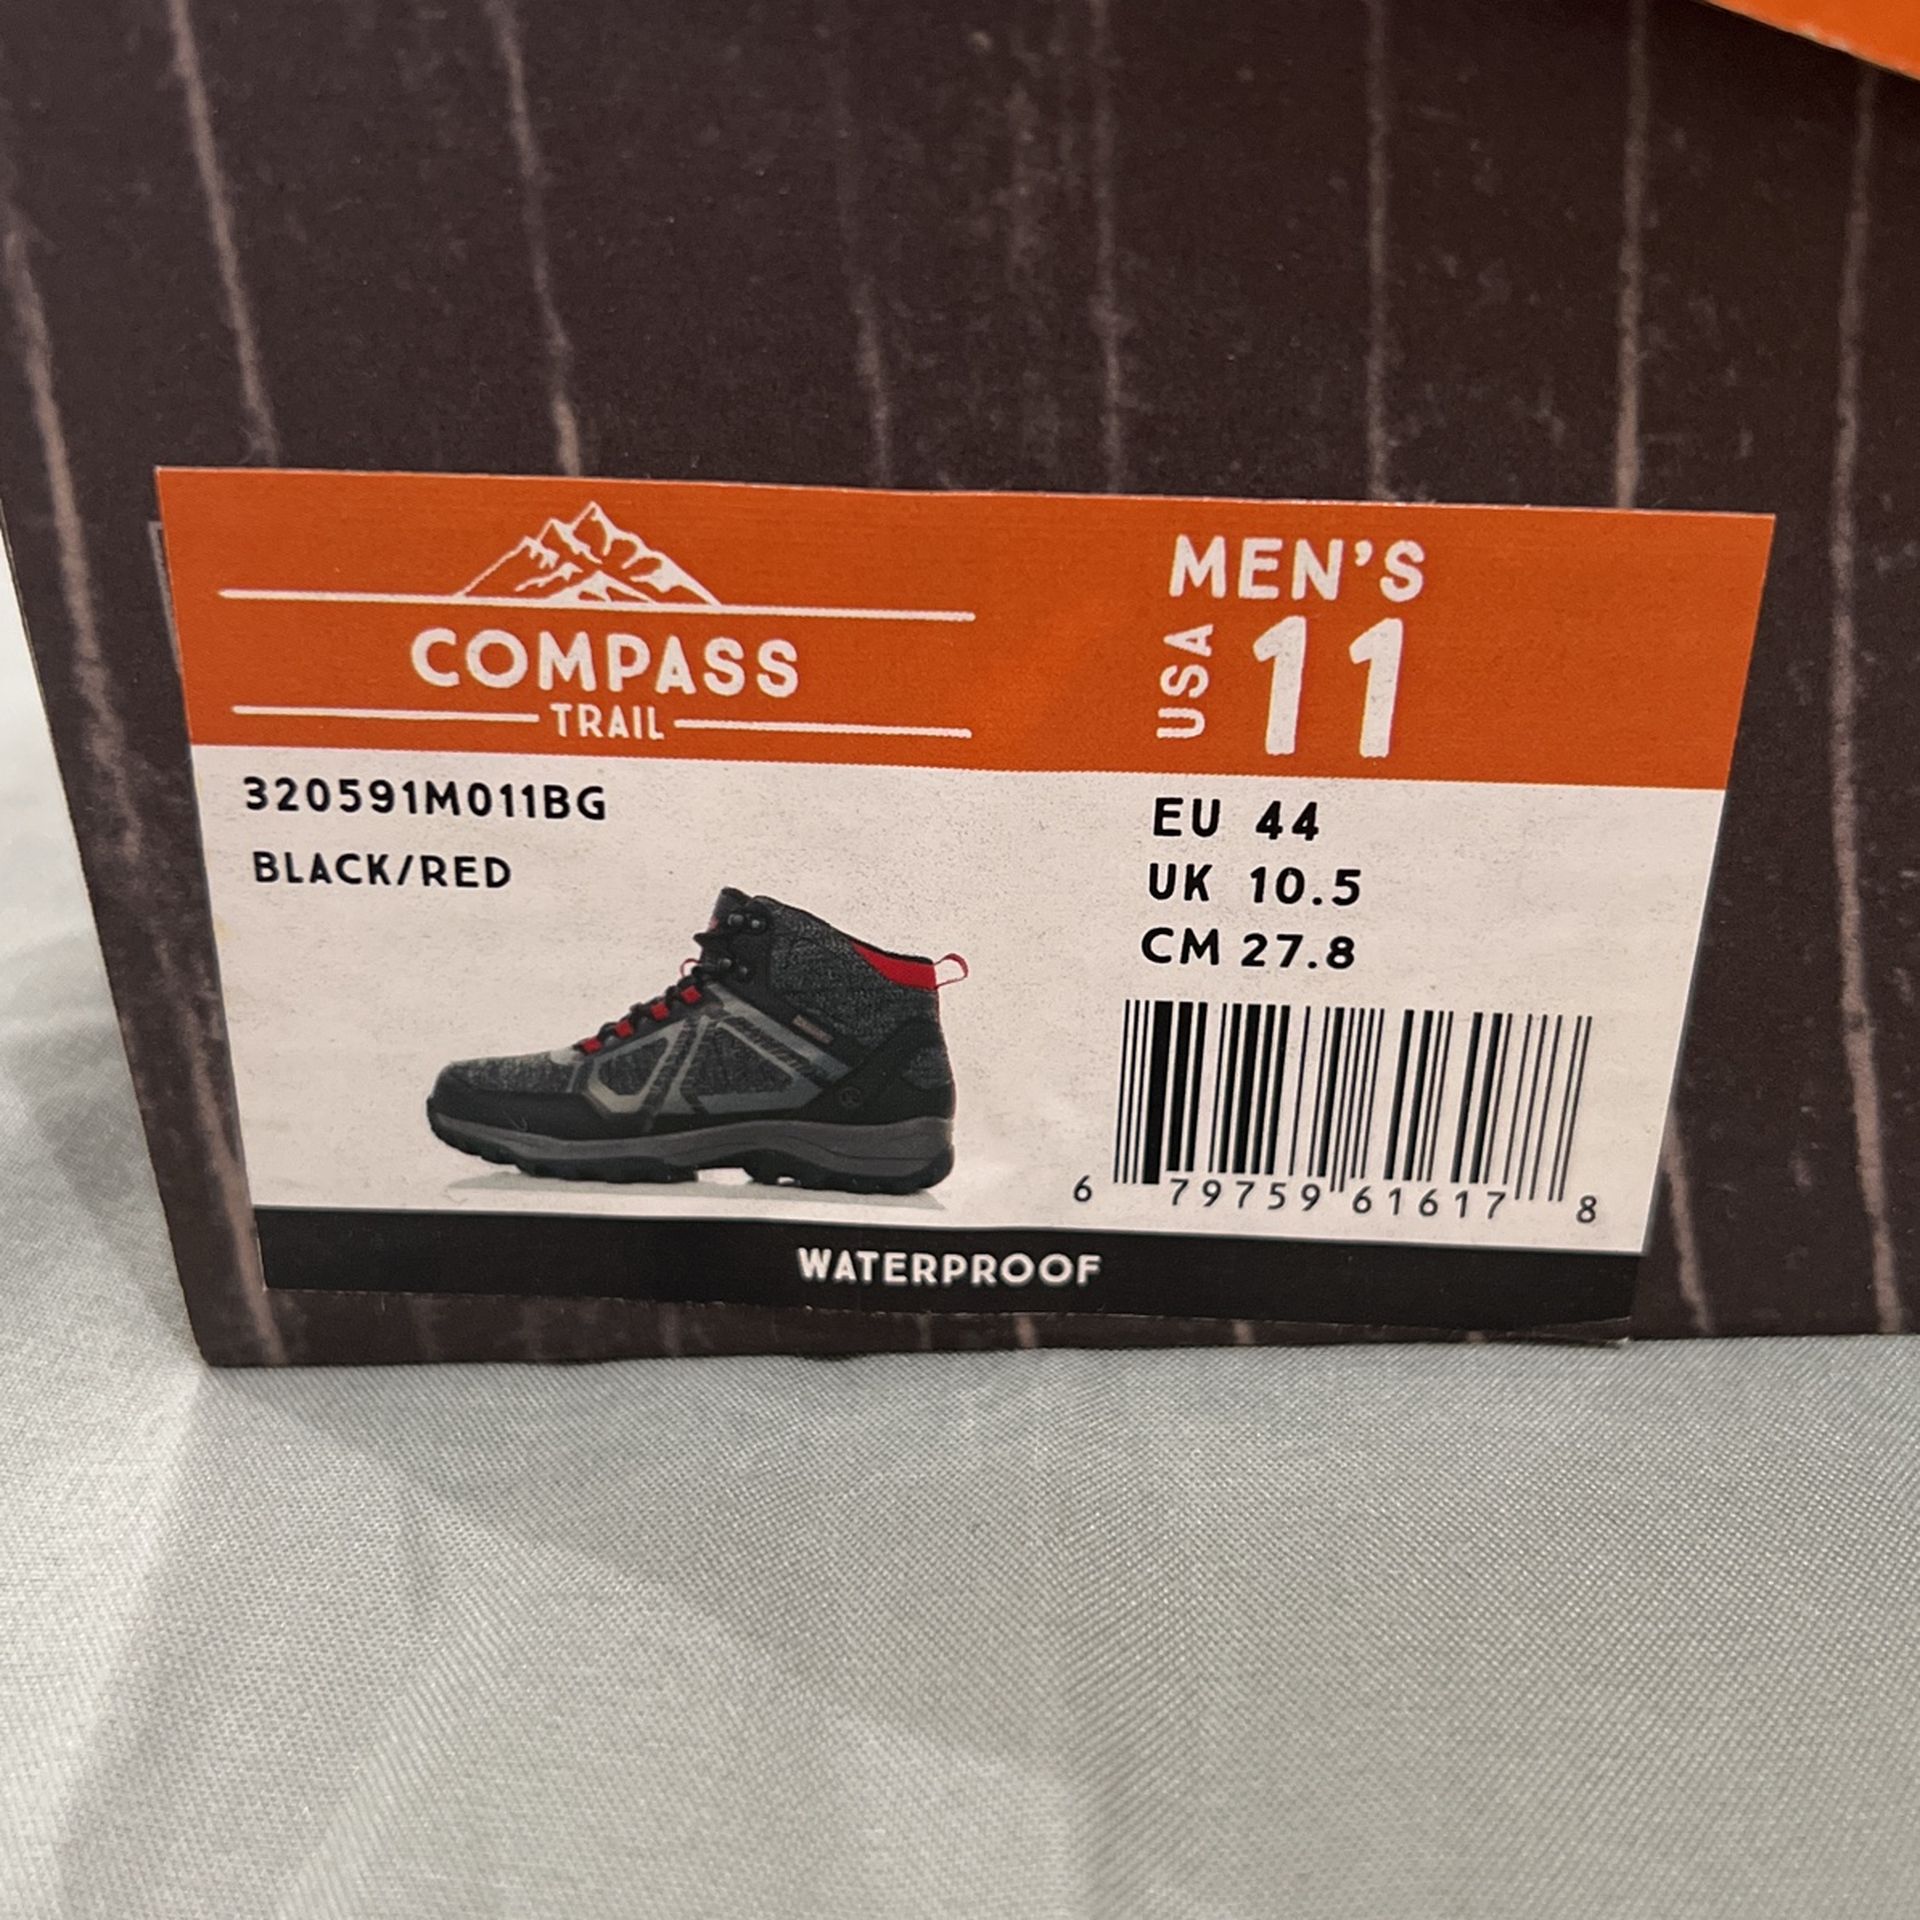 COMPASS
TRAIL
MEN'S
USA 11
320591M011BG
BLACK/RED
EU 44
UK 10.5
CM 27.8
6 79759 61617 8
WATERPROOF